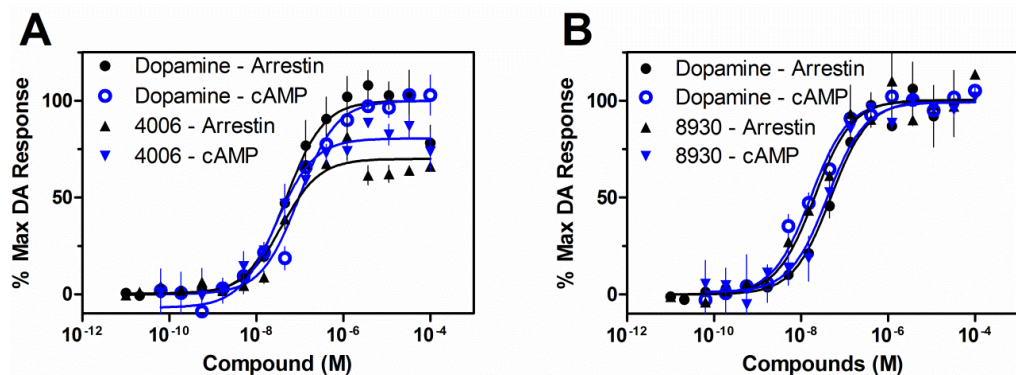 A
% Max DA Response
100
50
0
Dopamine - Arrestin
Dopamine - cAMP
4006 - Arrestin
4006 - cAMP
10-12
10-10
10-8
10-6
10-4
Compound (M)
B
% Max DA Response
100
50
0
Dopamine - Arrestin
Dopamine - cAMP
8930 - Arrestin
8930 - cAMP
10-12
10-10
10-8
10-6
10-4
Compounds (M)